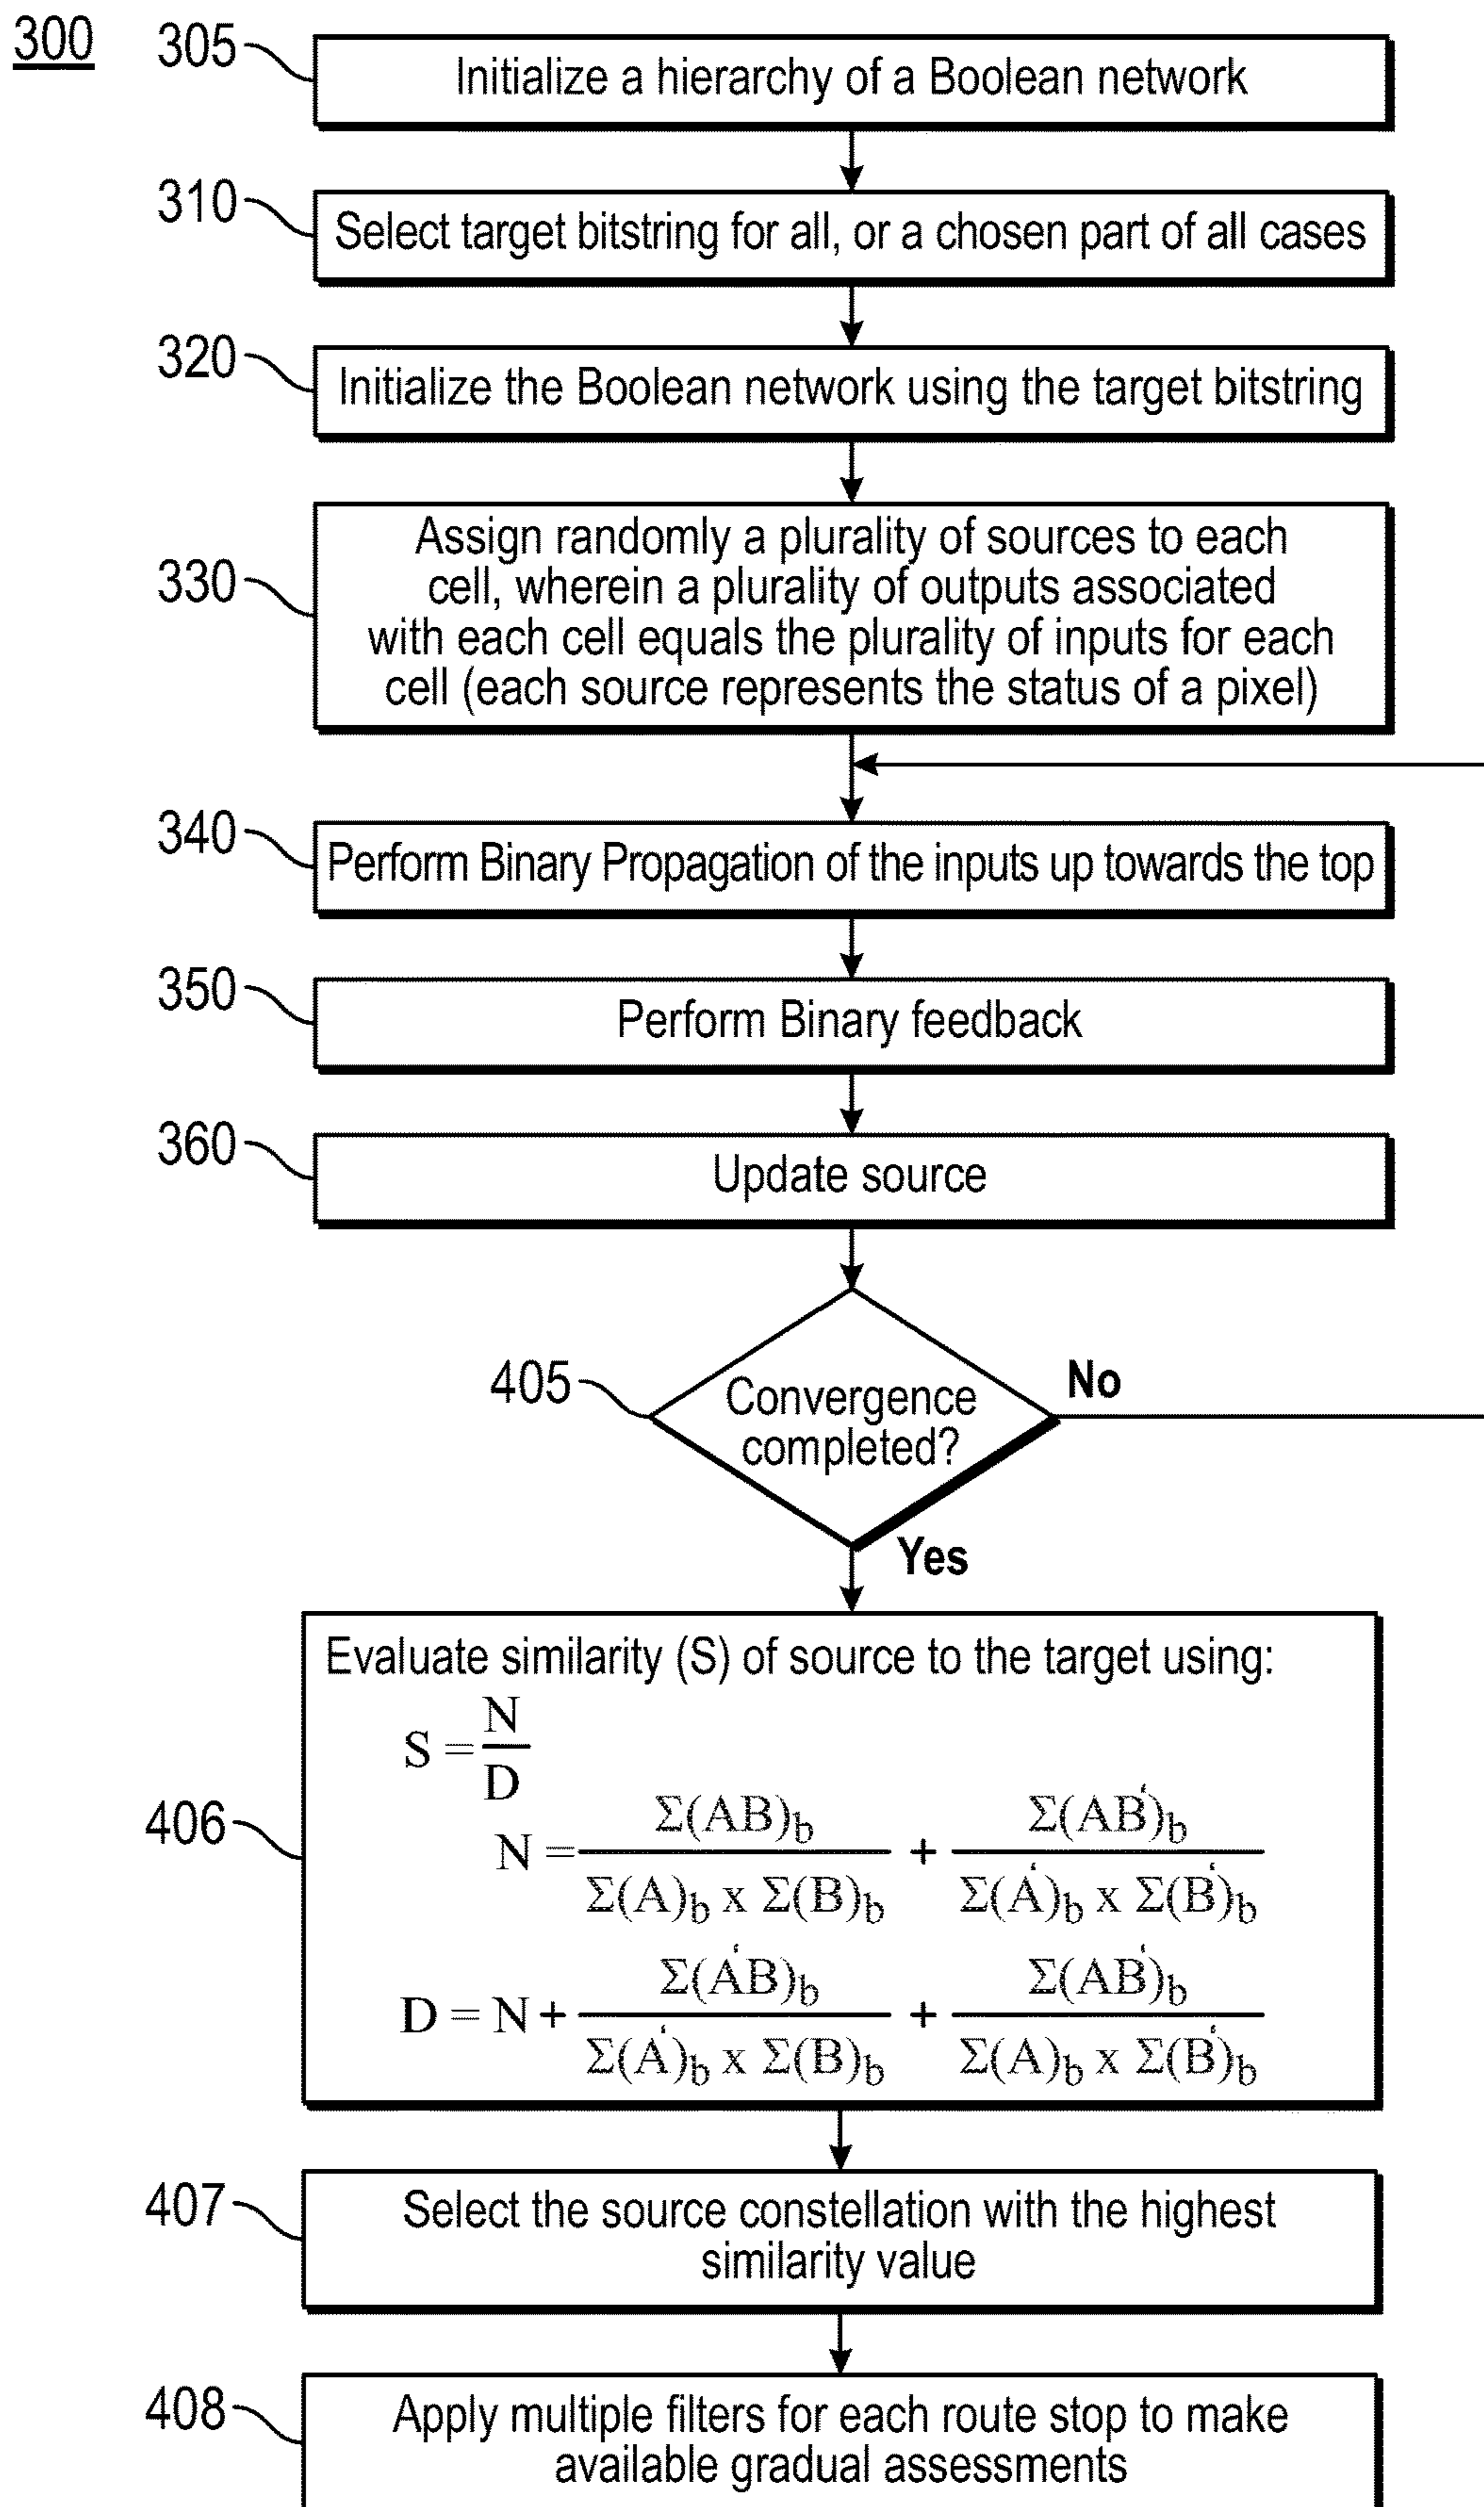 300
305
Initialize a hierarchy of a Boolean network
310
Select target bitstring for all, or a chosen part of all cases
320
Initialize the Boolean network using the target bitstring
330
Assign randomly a plurality of sources to each
cell, wherein a plurality of outputs associated
with each cell equals the plurality of inputs for each
cell (each source represents the status of a pixel)
340
Perform Binary Propagation of the inputs up towards the top
350
Perform Binary feedback
360
Update source
405
Convergence
completed?
No
Yes
406
Evaluate similarity (S) of source to the target using:
S = N / D
N = Σ(AB)b / Σ(A)b x Σ(B)b + Σ(AB‘)b / Σ(A‘)b x Σ(B‘)b
D = N + Σ(A‘B)b / Σ(A‘)b x Σ(B)b + Σ(AB‘)b / Σ(A)b x Σ(B‘)b
407
Select the source constellation with the highest
similarity value
408
Apply multiple filters for each route stop to make
available gradual assessments